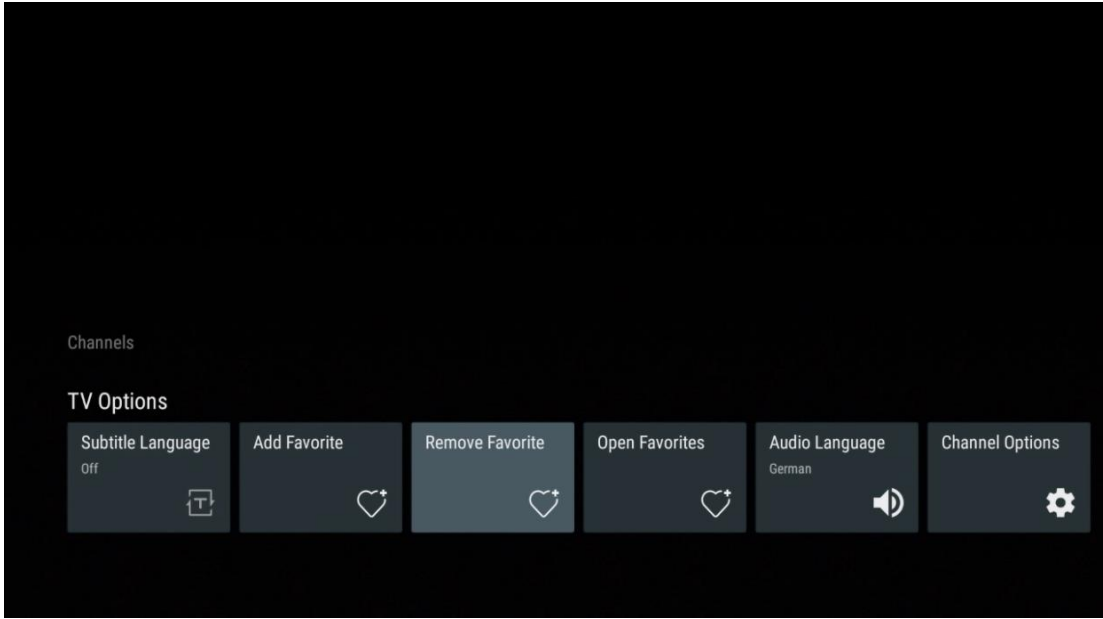 Channels
TV Options
Subtitle Language
Off
Add Favorite
Remove Favorite
Open Favorites
Audio Language
German
Channel Options